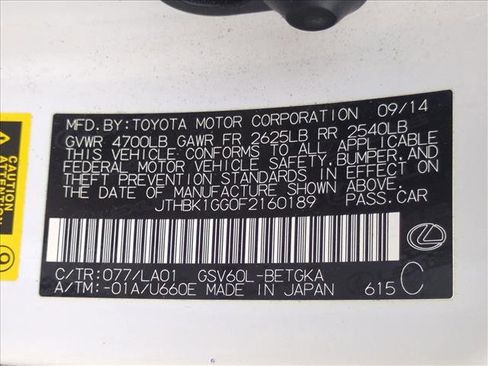 MFD.BY:TOYOTA MOTOR CORPORATION 09/14
GVWR 4700LB GAWR FR 2625LB RR 2540LB
THIS VEHICLE CONFORMS TO ALL APPLICABLE
FEDERAL MOTOR VEHICLE SAFETY,BUMPER,AND
THEFT PREVENTION STANDARDS IN EFFECT ON
THE DATE OF MANUFACTURE SHOWN ABOVE.
JTHBK1GG0F2160189 PASS.CAR
C/TR:077/LA01 GSV60L-BETGKA
A/TM:-01A/U660E MADE IN JAPAN 615 C
CAUTION